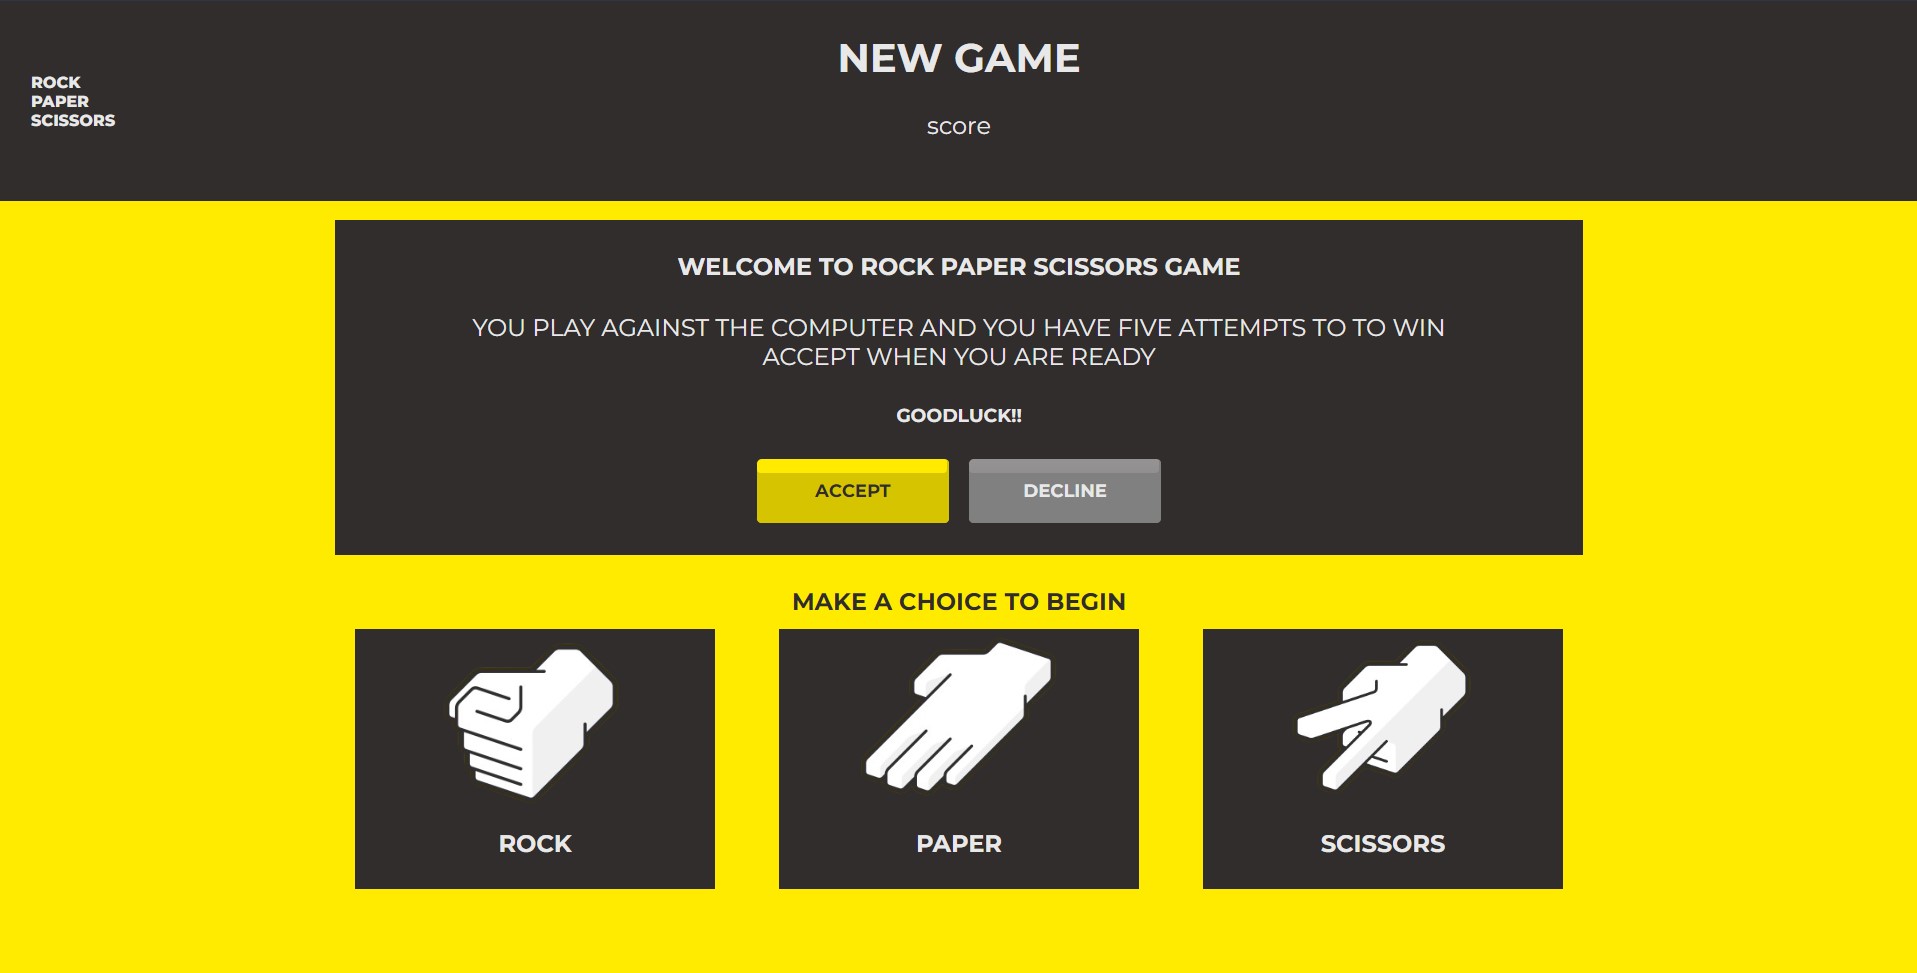 ROCK
PAPER
SCISSORS
NEW GAME
score
WELCOME TO ROCK PAPER SCISSORS GAME
YOU PLAY AGAINST THE COMPUTER AND YOU HAVE FIVE ATTEMPTS TO TO WIN
ACCEPT WHEN YOU ARE READY
GOODLUCK!!
ACCEPT
DECLINE
MAKE A CHOICE TO BEGIN
ROCK
PAPER
SCISSORS